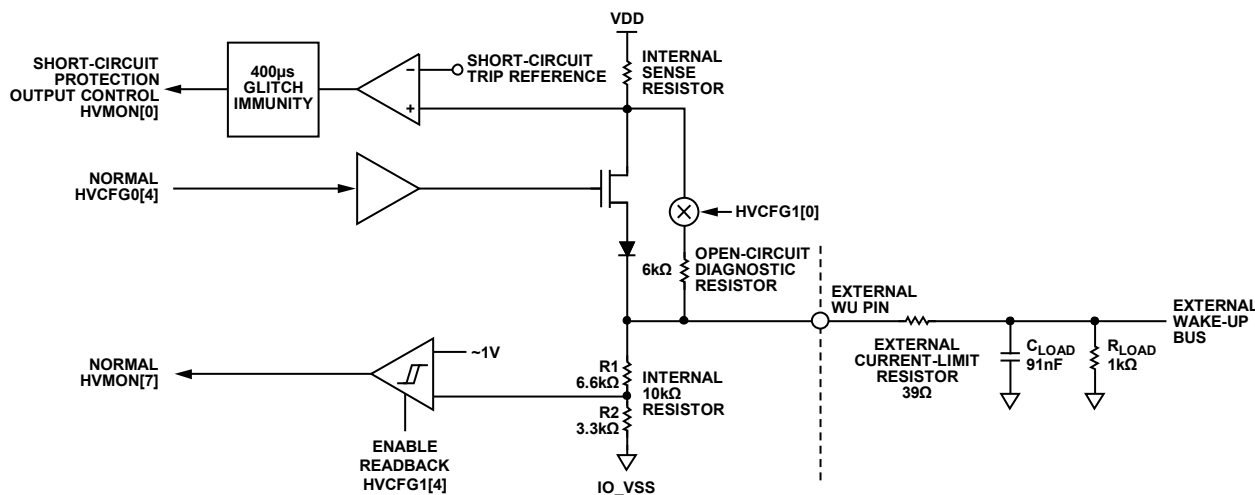 VDD
SHORT-CIRCUIT
PROTECTION
OUTPUT CONTROL
HVMON[0]
400µs
GLITCH
IMMUNITY
–
+
SHORT-CIRCUIT
TRIP REFERENCE
INTERNAL
SENSE
RESISTOR
NORMAL
HVCFG0[4]
HVCFG1[0]
6kΩ
OPEN-CIRCUIT
DIAGNOSTIC
RESISTOR
EXTERNAL
WU PIN
EXTERNAL
CURRENT-LIMIT
RESISTOR
39Ω
CLOAD
91nF
RLOAD
1kΩ
EXTERNAL
WAKE-UP
BUS
NORMAL
HVMON[7]
~1V
R1
6.6kΩ
R2
3.3kΩ
INTERNAL
10kΩ
RESISTOR
ENABLE
READBACK
HVCFG1[4]
IO_VSS